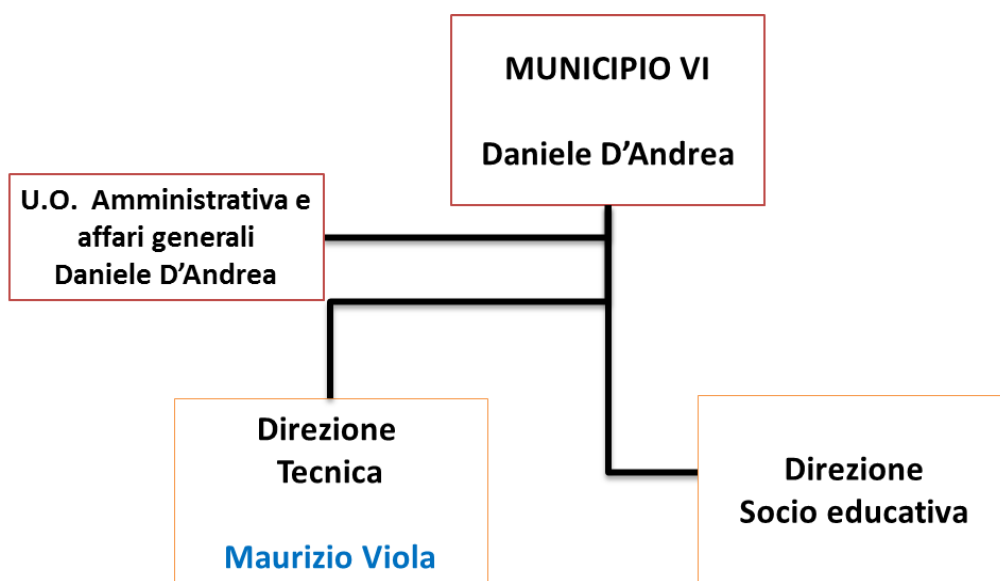 MUNICIPIO VI
Daniele D’Andrea
U.O. Amministrativa e
affari generali
Daniele D’Andrea
Direzione
Tecnica
Maurizio Viola
Direzione
Socio educativa